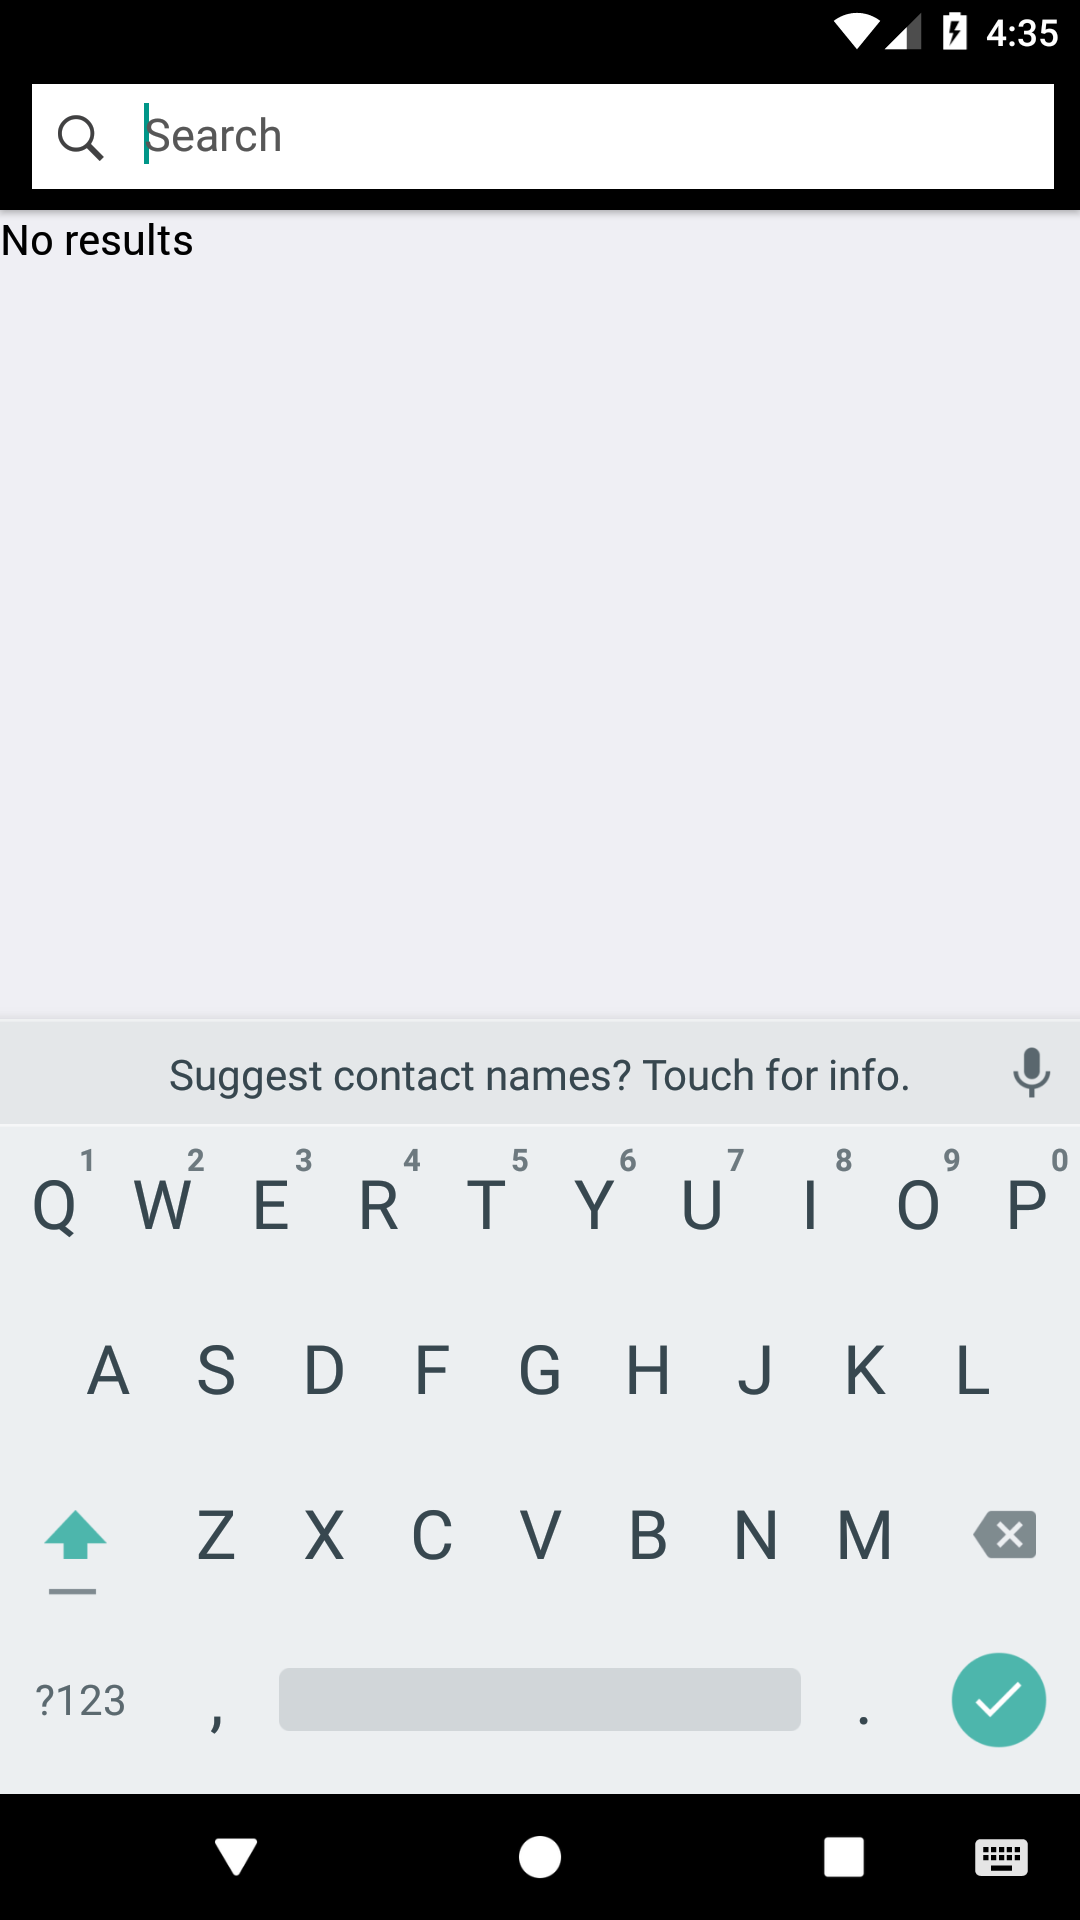 4:35
Search
No results
Suggest contact names? Touch for info.
1 2 3 4 5 6 7 8 9 0
Q W E R T Y U I O P
A S D F G H J K L
Z X C V B N M
?123 , .